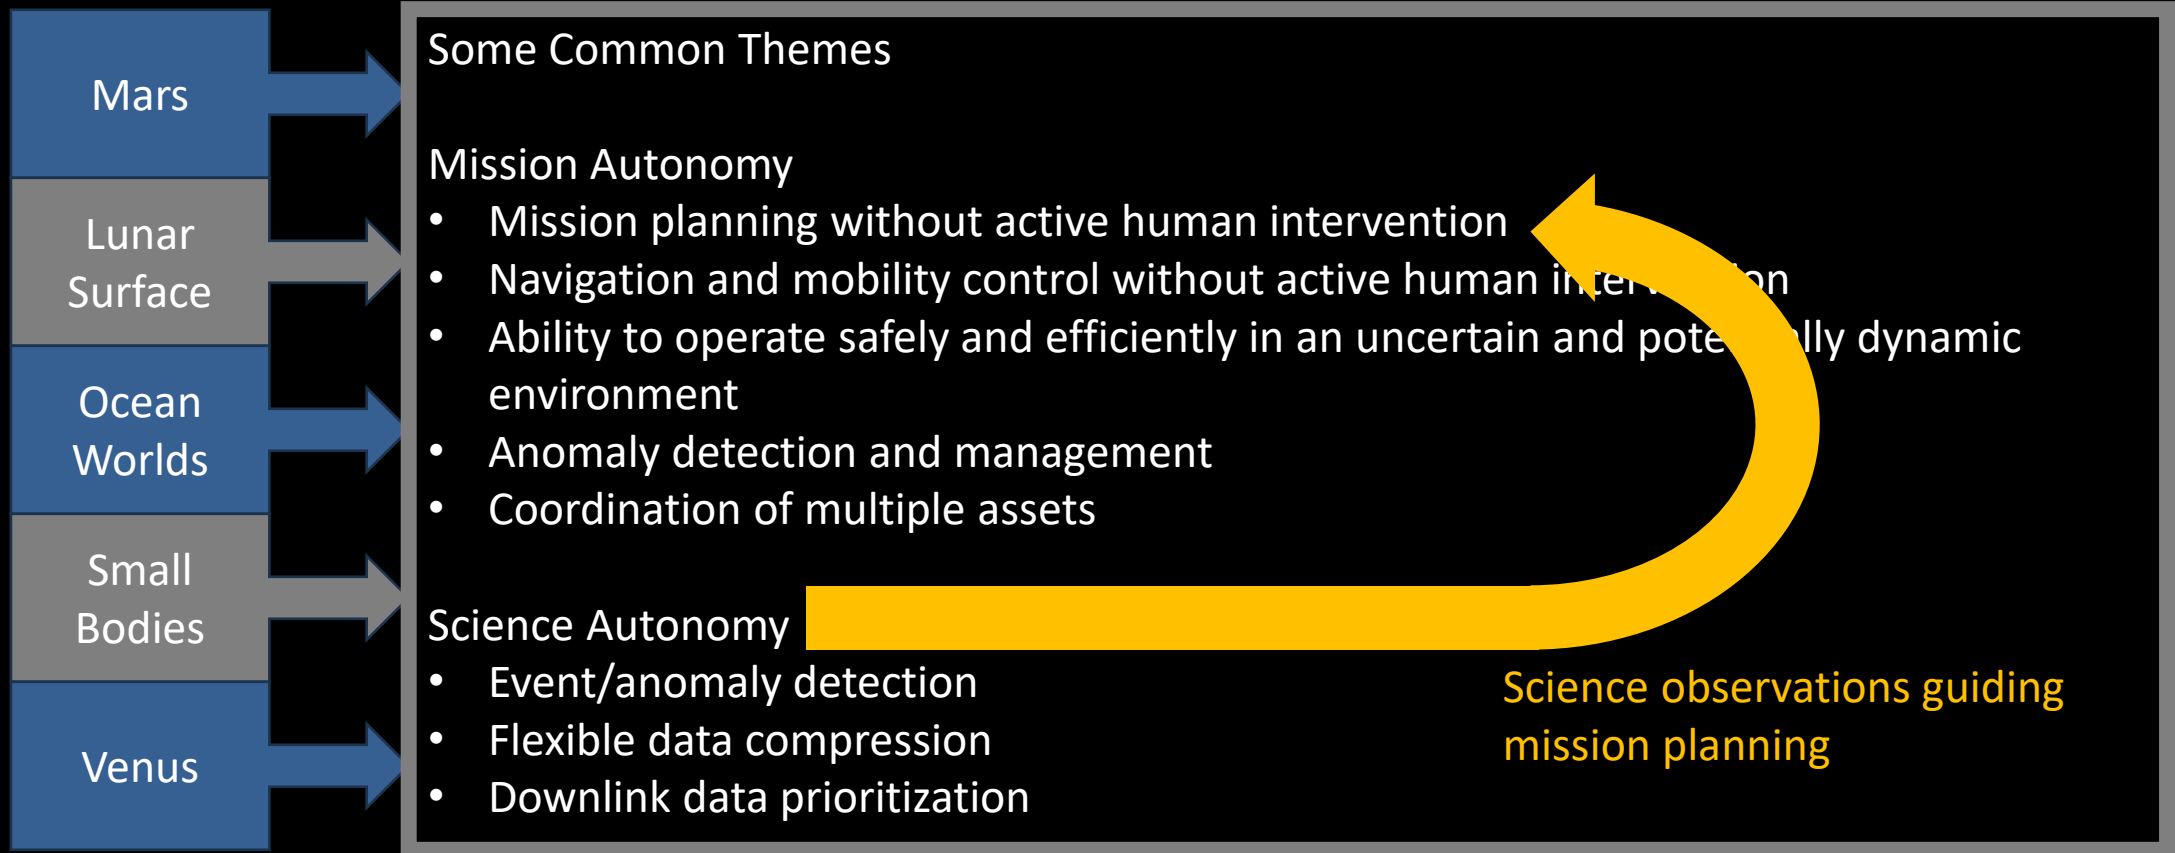 Mars
Lunar
Surface
Ocean
Worlds
Small
Bodies
Venus
Some Common Themes
Mission Autonomy
• Mission planning without active human intervention
• Navigation and mobility control without active human intervention
• Ability to operate safely and efficiently in an uncertain and potentially dynamic
environment
• Anomaly detection and management
• Coordination of multiple assets
Science Autonomy
• Event/anomaly detection
• Flexible data compression
• Downlink data prioritization
Science observations guiding
mission planning